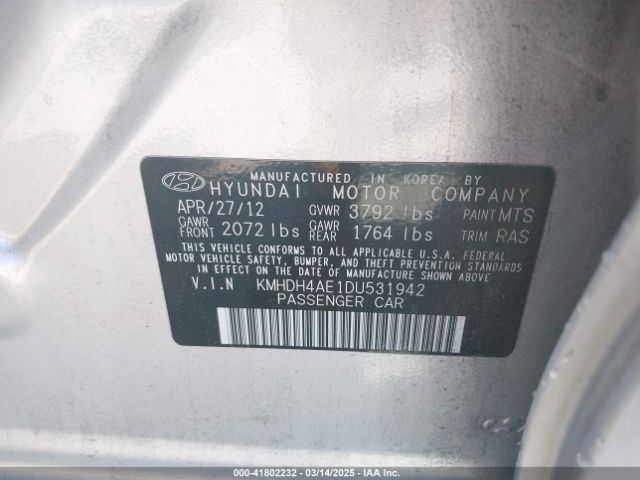 MANUFACTURED IN KOREA BY
HYUNDAI MOTOR COMPANY
APR/27/12 GVWR 3792 lbs PAINT MTS
GAWR FRONT 2072 lbs GAWR REAR 1764 lbs TRIM RAS
THIS VEHICLE CONFORMS TO ALL APPLICABLE U.S.A. FEDERAL
MOTOR VEHICLE SAFETY, BUMPER, AND THEFT PREVENTION STANDARDS
IN EFFECT ON THE DATE OF MANUFACTURE SHOWN ABOVE
V.I.N KMHDH4AE1DU531942
PASSENGER CAR
000-41802232 — 03/14/2025 — IAA Inc.